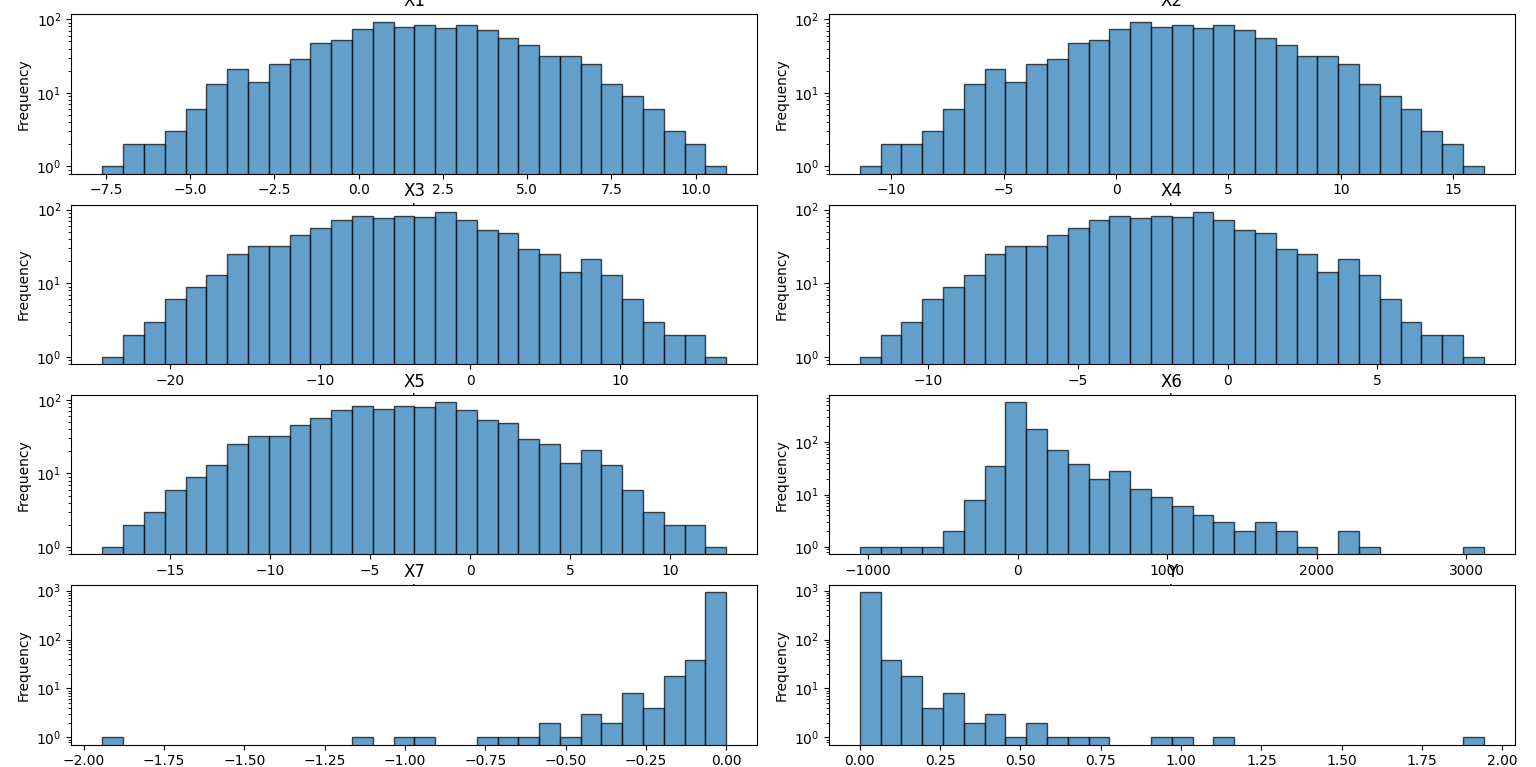 X1
X2
Frequency
10²
10¹
10⁰
−7.5 −5.0 −2.5 0.0 2.5 5.0 7.5 10.0
Frequency
10²
10¹
10⁰
−10 −5 0 5 10 15
X3
X4
Frequency
10²
10¹
10⁰
−20 −10 0 10
Frequency
10²
10¹
10⁰
−10 −5 0 5
X5
X6
Frequency
10²
10¹
10⁰
−15 −10 −5 0 5 10
Frequency
10²
10¹
10⁰
−1000 0 1000 2000 3000
X7
Y
Frequency
10³
10²
10¹
10⁰
−2.00 −1.75 −1.50 −1.25 −1.00 −0.75 −0.50 −0.25 0.00
Frequency
10³
10²
10¹
10⁰
0.00 0.25 0.50 0.75 1.00 1.25 1.50 1.75 2.00